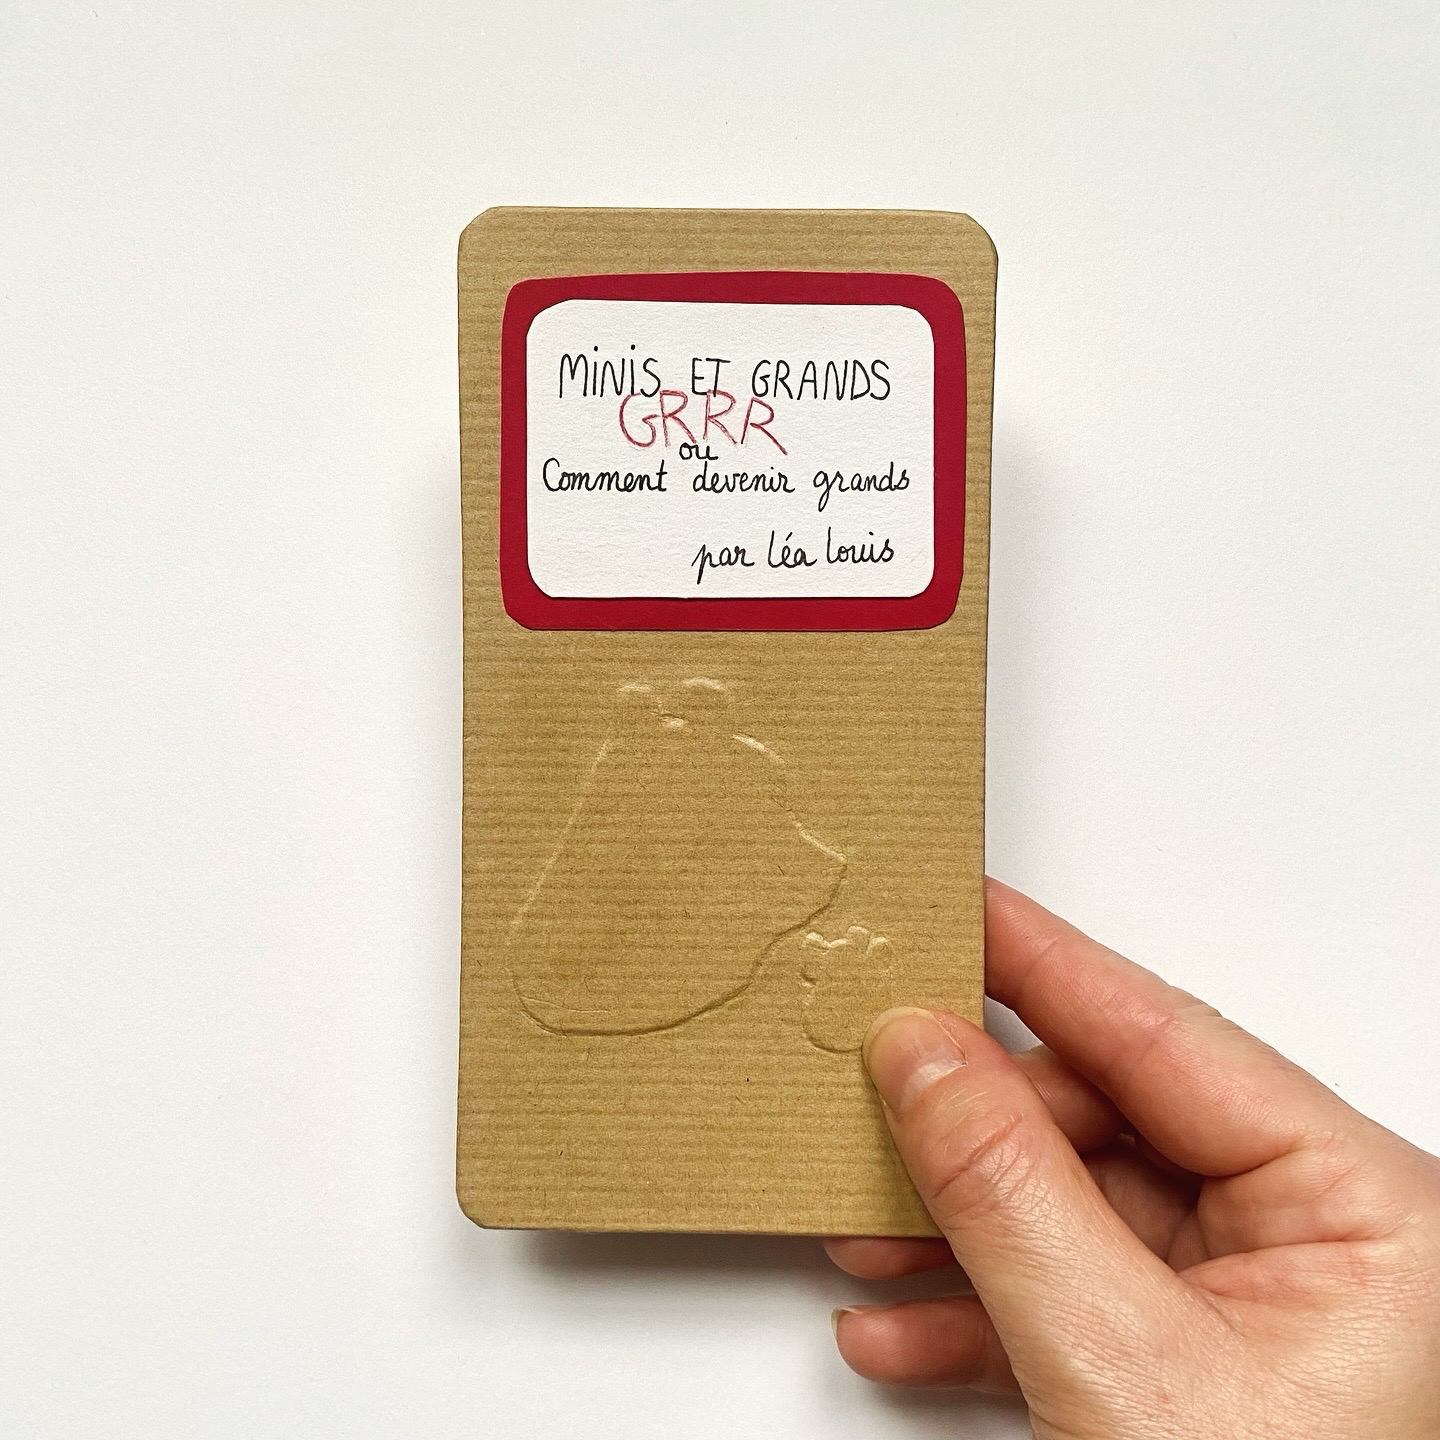 MiNiS ET GRANDS
GRRR
ou
Comment devenir grands
par léa louis